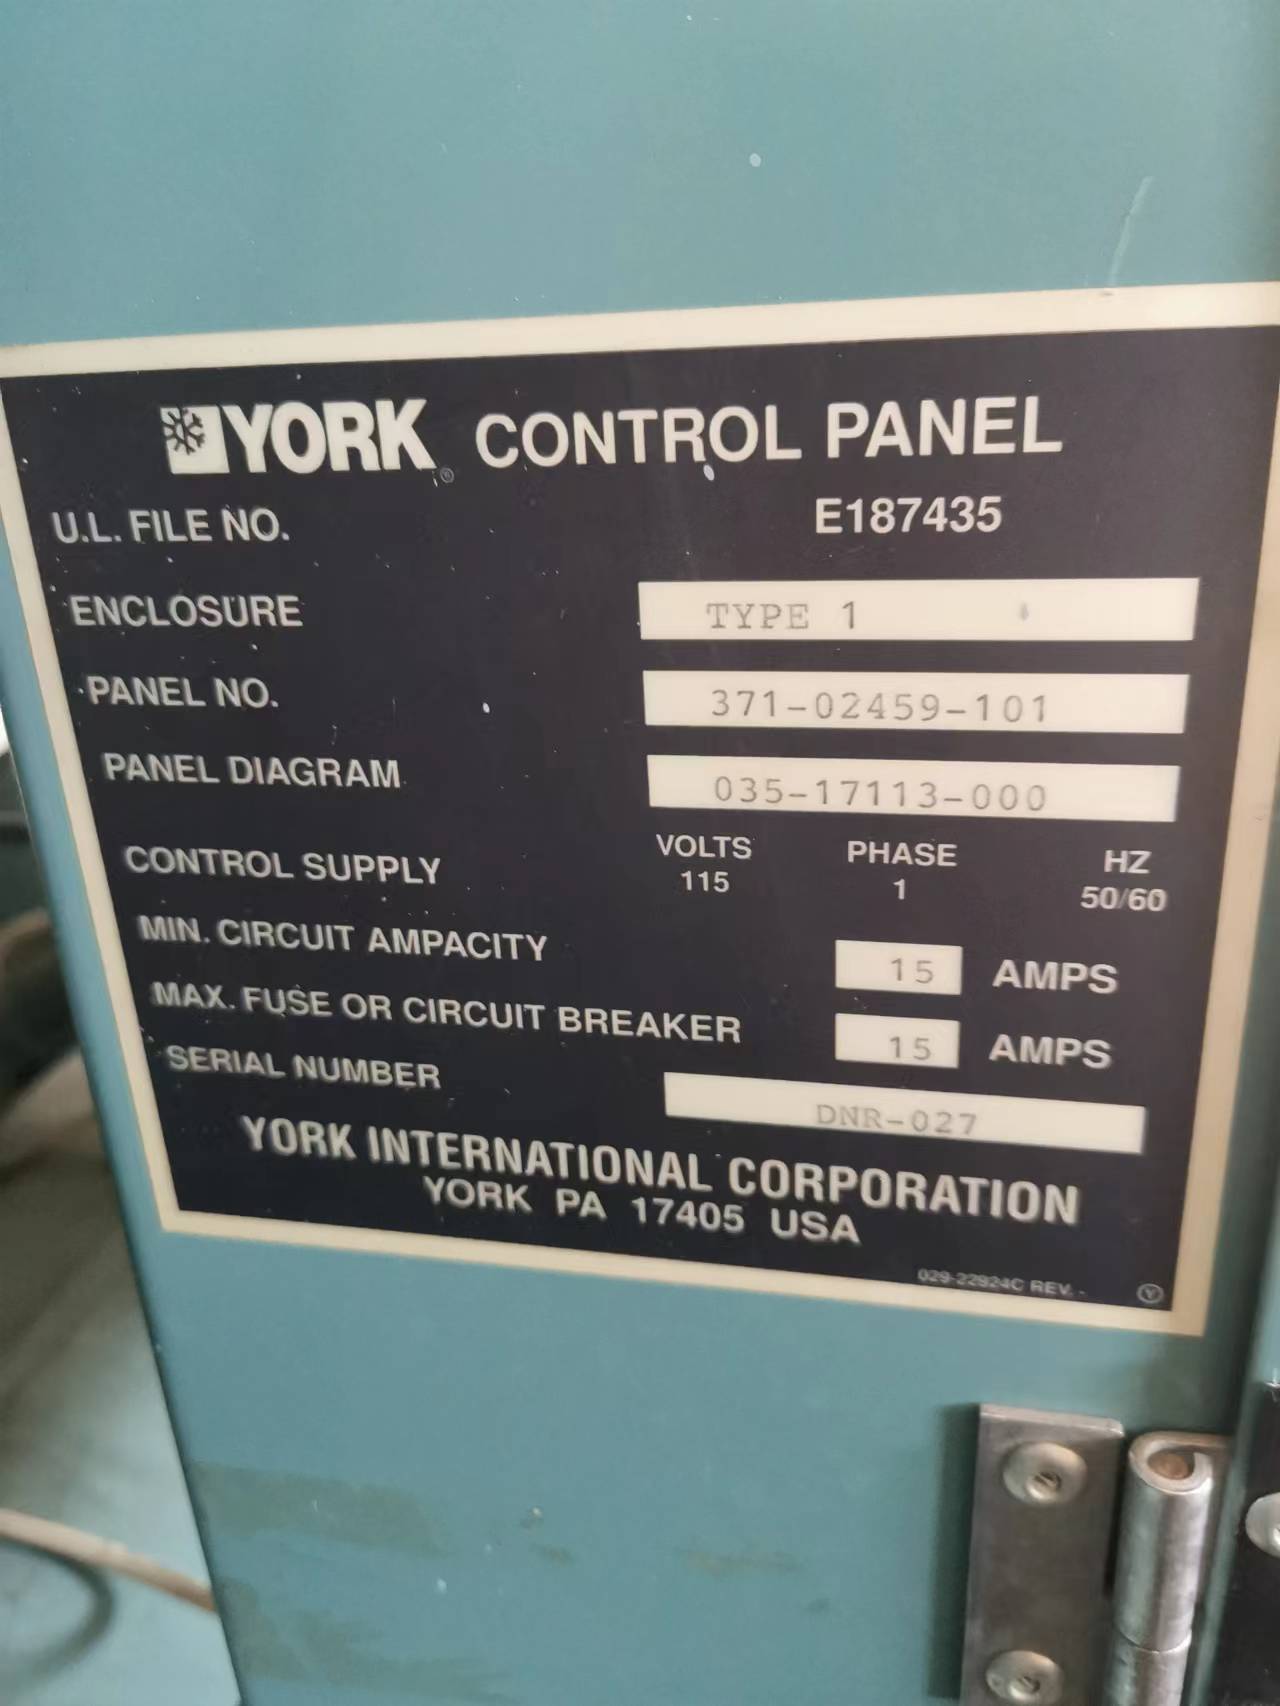 YORK® CONTROL PANEL
U.L. FILE NO. E187435
ENCLOSURE TYPE 1
PANEL NO. 371-02459-101
PANEL DIAGRAM 035-17113-000
VOLTS PHASE HZ
CONTROL SUPPLY 115 1 50/60
MIN. CIRCUIT AMPACITY 15 AMPS
MAX. FUSE OR CIRCUIT BREAKER 15 AMPS
SERIAL NUMBER DNR-027
YORK INTERNATIONAL CORPORATION
YORK PA 17405 USA
029-22924C REV. - Y